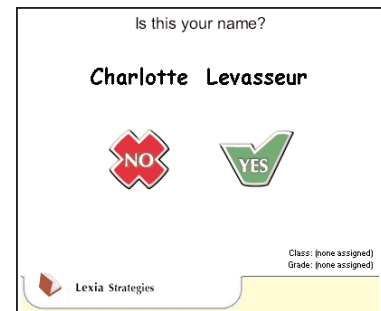 Is this your name?
Charlotte Levasseur
NO YES
Class: (none assigned)
Grade: (none assigned)
Lexia Strategies